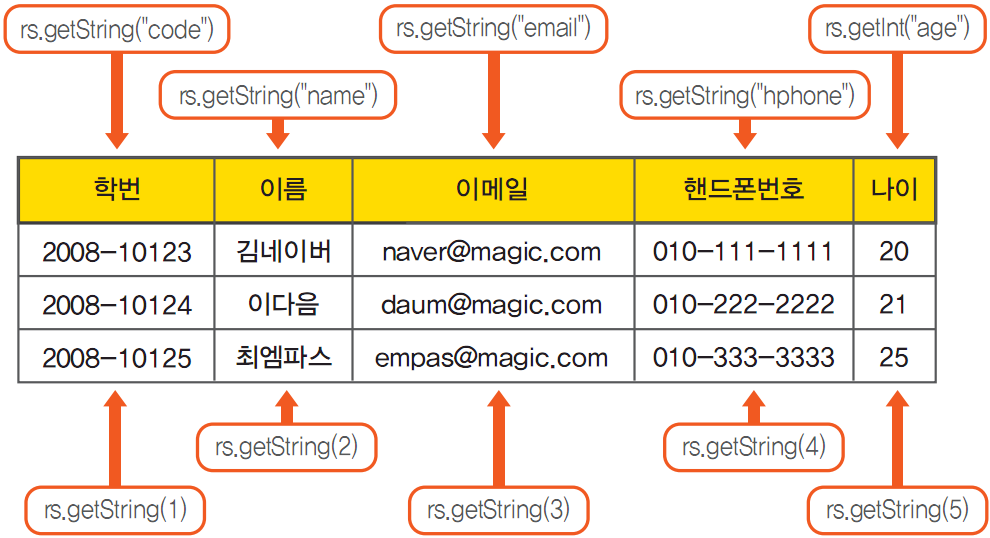 rs.getString("code")
rs.getString("email")
rs.getInt("age")
rs.getString("name")
rs.getString("hphone")
학번 이름 이메일 핸드폰번호 나이
2008-10123 김네이버 naver@magic.com 010-111-1111 20
2008-10124 이다음 daum@magic.com 010-222-2222 21
2008-10125 최엠파스 empas@magic.com 010-333-3333 25
rs.getString(2)
rs.getString(4)
rs.getString(1)
rs.getString(3)
rs.getString(5)